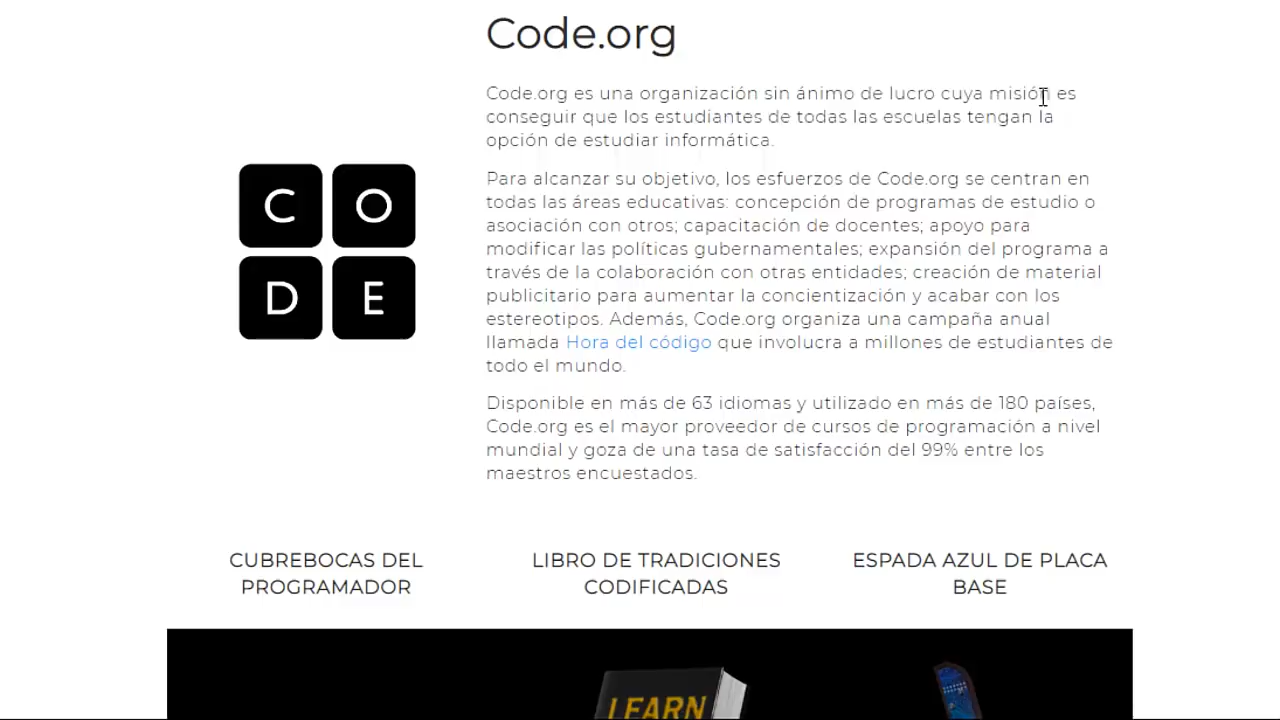 Code.org
Code.org es una organización sin ánimo de lucro cuya misión es
conseguir que los estudiantes de todas las escuelas tengan la
opción de estudiar informática.
Para alcanzar su objetivo, los esfuerzos de Code.org se centran en
todas las áreas educativas: concepción de programas de estudio o
asociación con otros; capacitación de docentes; apoyo para
modificar las políticas gubernamentales; expansión del programa a
través de la colaboración con otras entidades; creación de material
publicitario para aumentar la concientización y acabar con los
estereotipos. Además, Code.org organiza una campaña anual
llamada Hora del código que involucra a millones de estudiantes de
todo el mundo.
Disponible en más de 63 idiomas y utilizado en más de 180 países,
Code.org es el mayor proveedor de cursos de programación a nivel
mundial y goza de una tasa de satisfacción del 99% entre los
maestros encuestados.
C O
D E
CUBREBOCAS DEL
PROGRAMADOR
LIBRO DE TRADICIONES
CODIFICADAS
ESPADA AZUL DE PLACA
BASE
LEARN